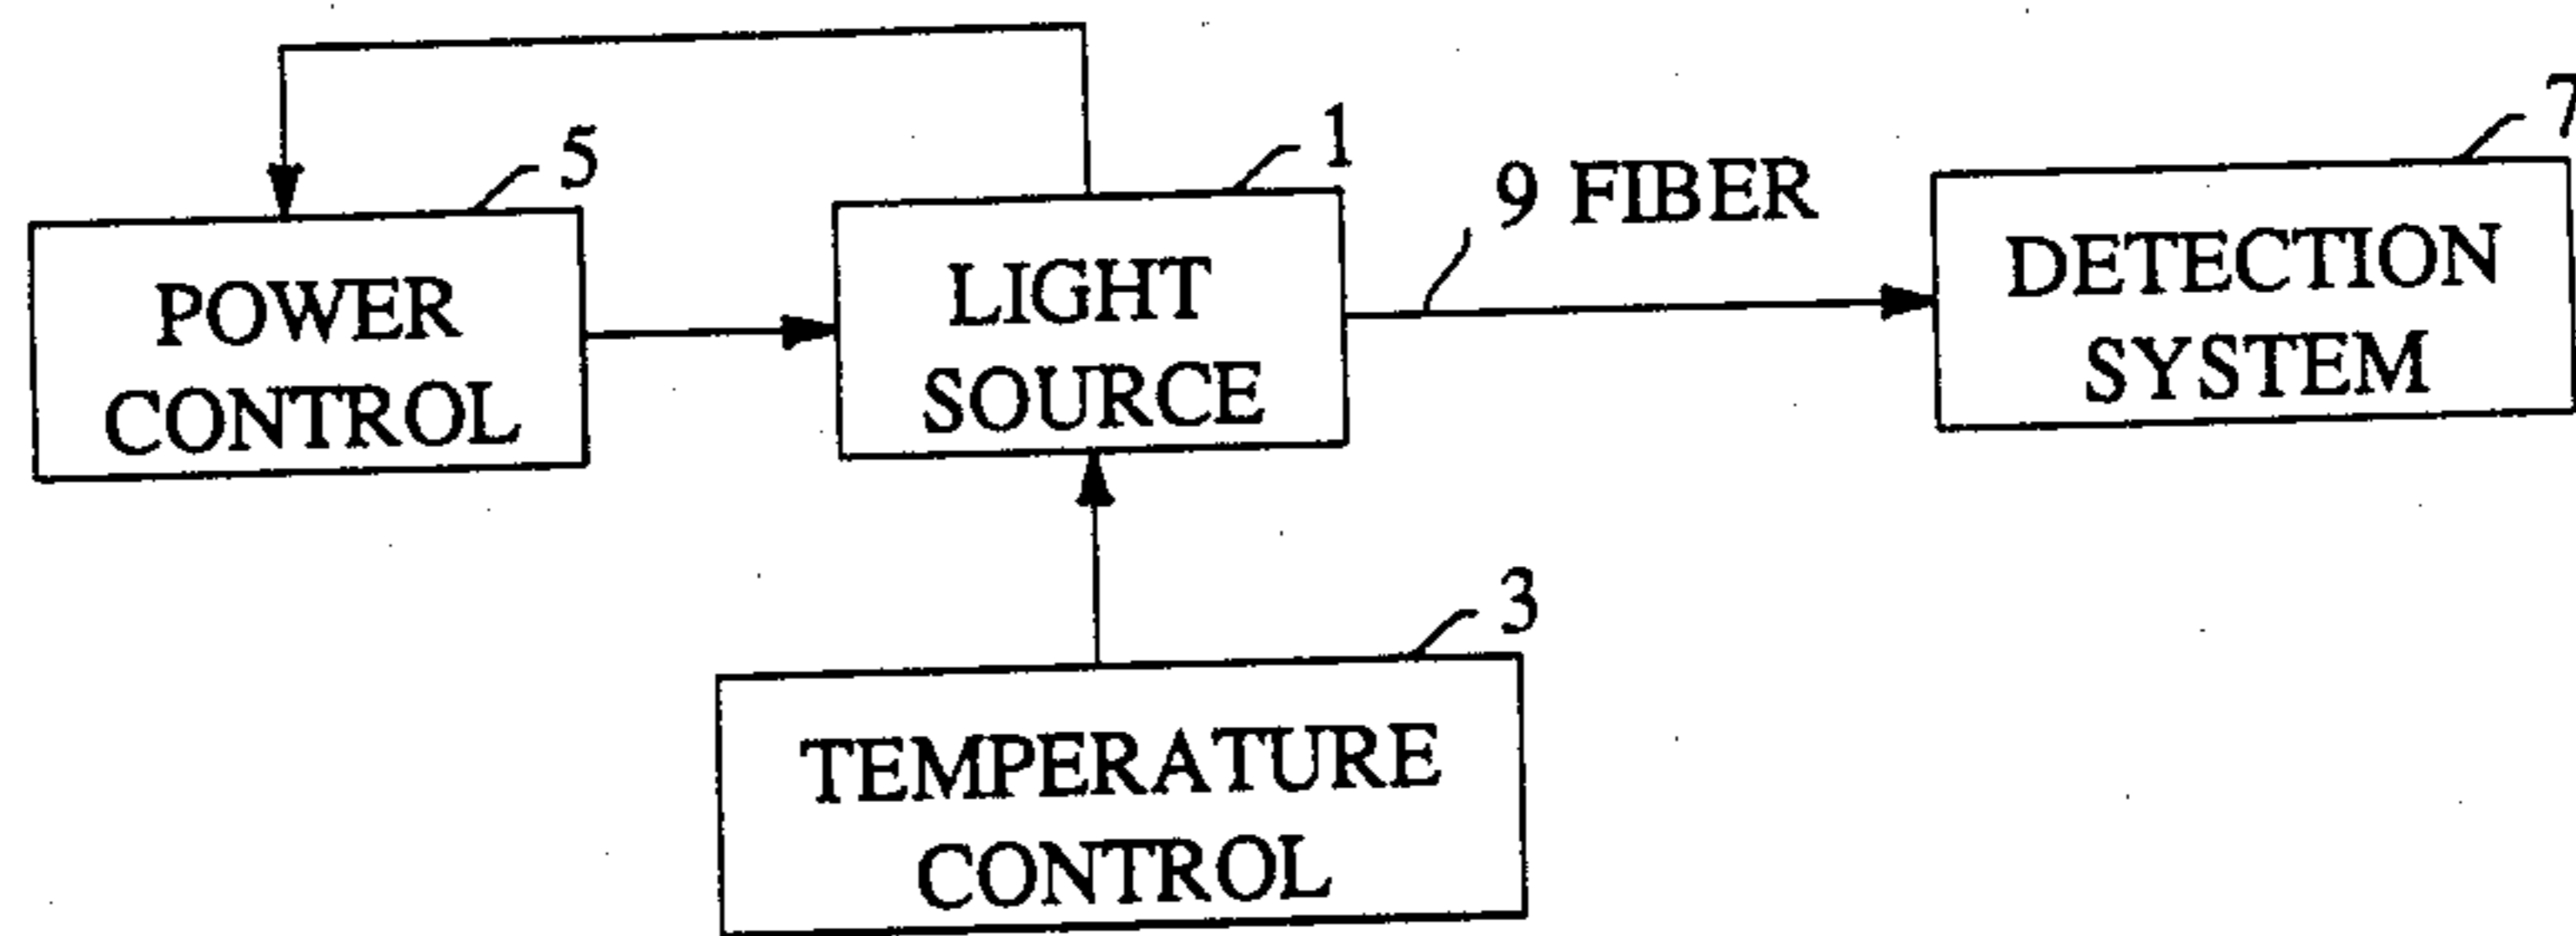 5
POWER
CONTROL
1
LIGHT
SOURCE
9 FIBER
7
DETECTION
SYSTEM
3
TEMPERATURE
CONTROL